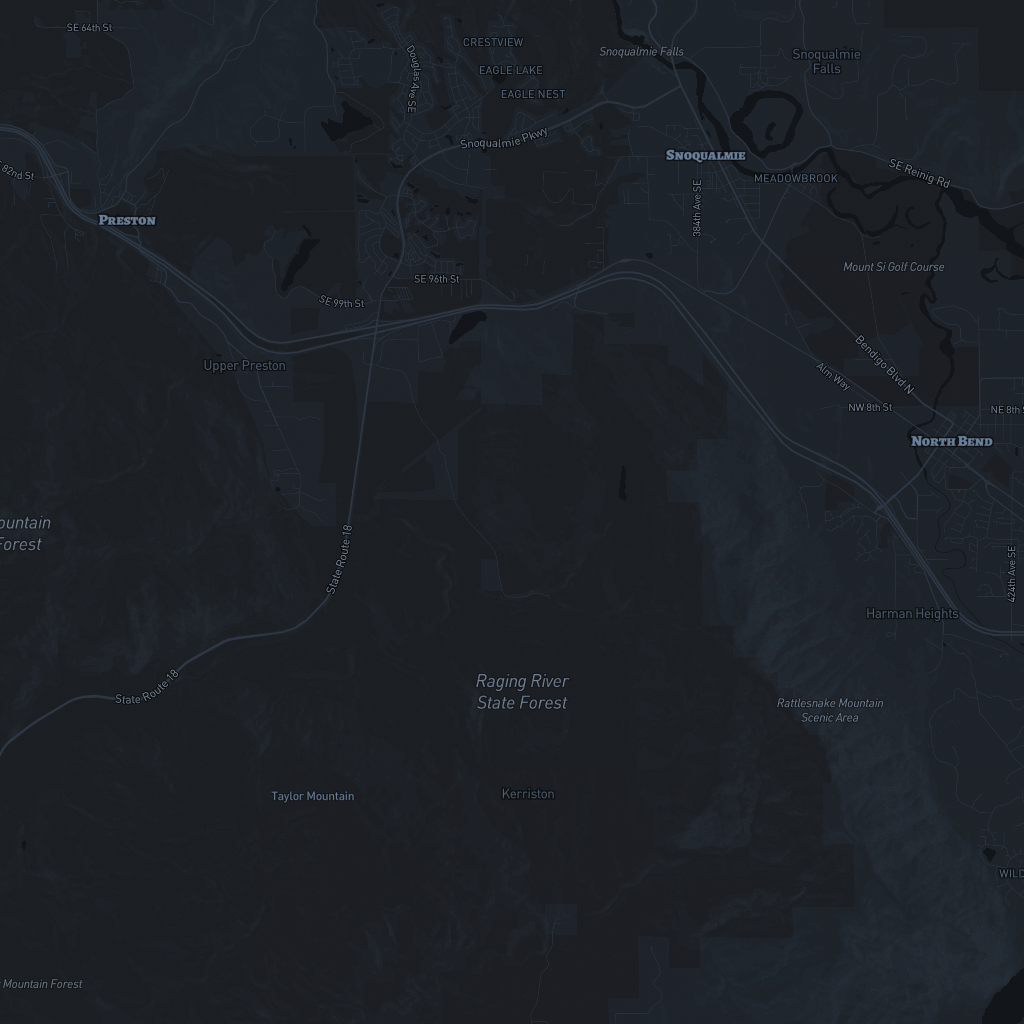 SE 64th St
CRESTVIEW
Snoqualmie Falls
Snoqualmie
Falls
Douglas Ave SE
EAGLE LAKE
EAGLE NEST
Snoqualmie Pkwy
Snoqualmie
82nd St
SE Reinig Rd
MEADOWBROOK
384th Ave SE
Preston
Mount Si Golf Course
SE 96th St
SE 99th St
Upper Preston
Bendigo Blvd N
Alm Way
NW 8th St
NE 8th S
North Bend
ountain
Forest
State Route 18
424th Ave SE
Harman Heights
State Route 18
Raging River
State Forest
Rattlesnake Mountain
Scenic Area
Taylor Mountain
Kerriston
WILD
Mountain Forest